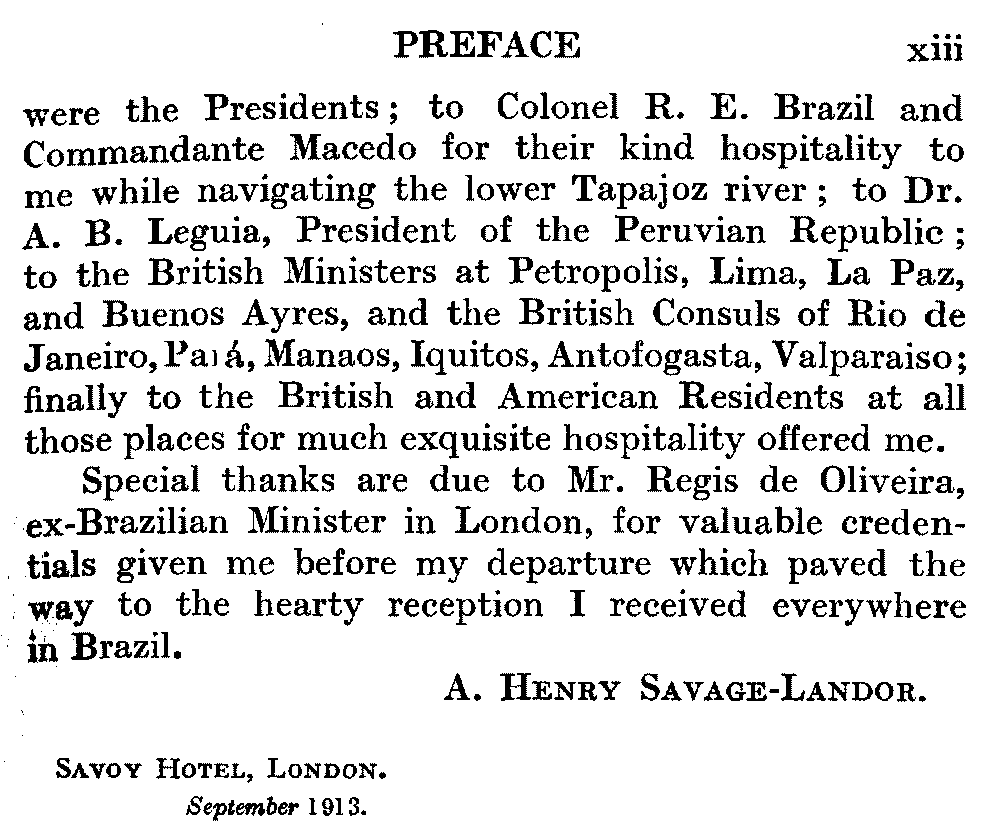 PREFACE xiii
were the Presidents; to Colonel R. E. Brazil and
Commandante Macedo for their kind hospitality to
me while navigating the lower Tapajoz river; to Dr.
A. B. Leguia, President of the Peruvian Republic;
to the British Ministers at Petropolis, Lima, La Paz,
and Buenos Ayres, and the British Consuls of Rio de
Janeiro, Pará, Manaos, Iquitos, Antofogasta, Valparaiso;
finally to the British and American Residents at all
those places for much exquisite hospitality offered me.
Special thanks are due to Mr. Regis de Oliveira,
ex-Brazilian Minister in London, for valuable creden-
tials given me before my departure which paved the
way to the hearty reception I received everywhere
in Brazil.
A. HENRY SAVAGE-LANDOR.
SAVOY HOTEL, LONDON.
September 1913.